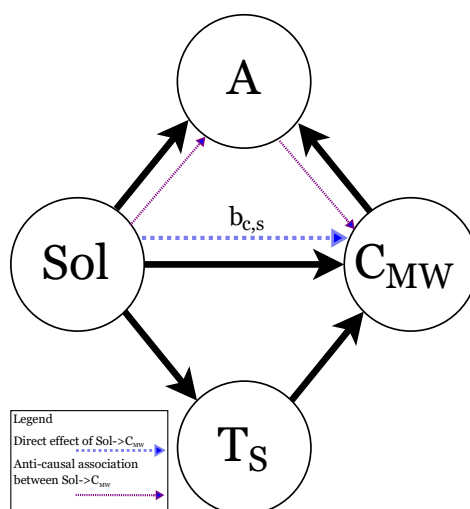 A
b_c,s
Sol
C_MW
T_S
Legend
Direct effect of Sol->C_MW
Anti-causal association
between Sol->C_MW